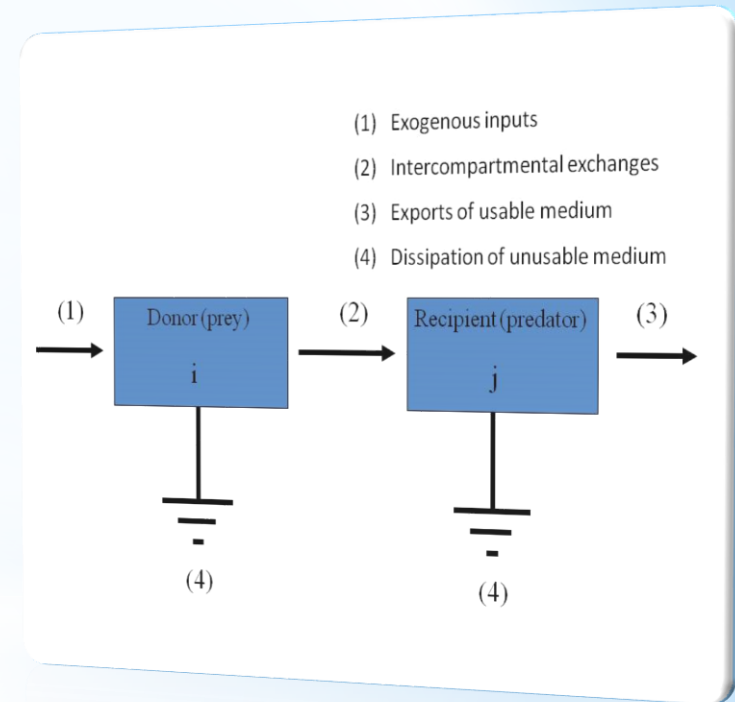 (1) Exogenous inputs
(2) Intercompartmental exchanges
(3) Exports of usable medium
(4) Dissipation of unusable medium
(1)
Donor(prey)
i
(2)
Recipient(predator)
j
(3)
(4)
(4)